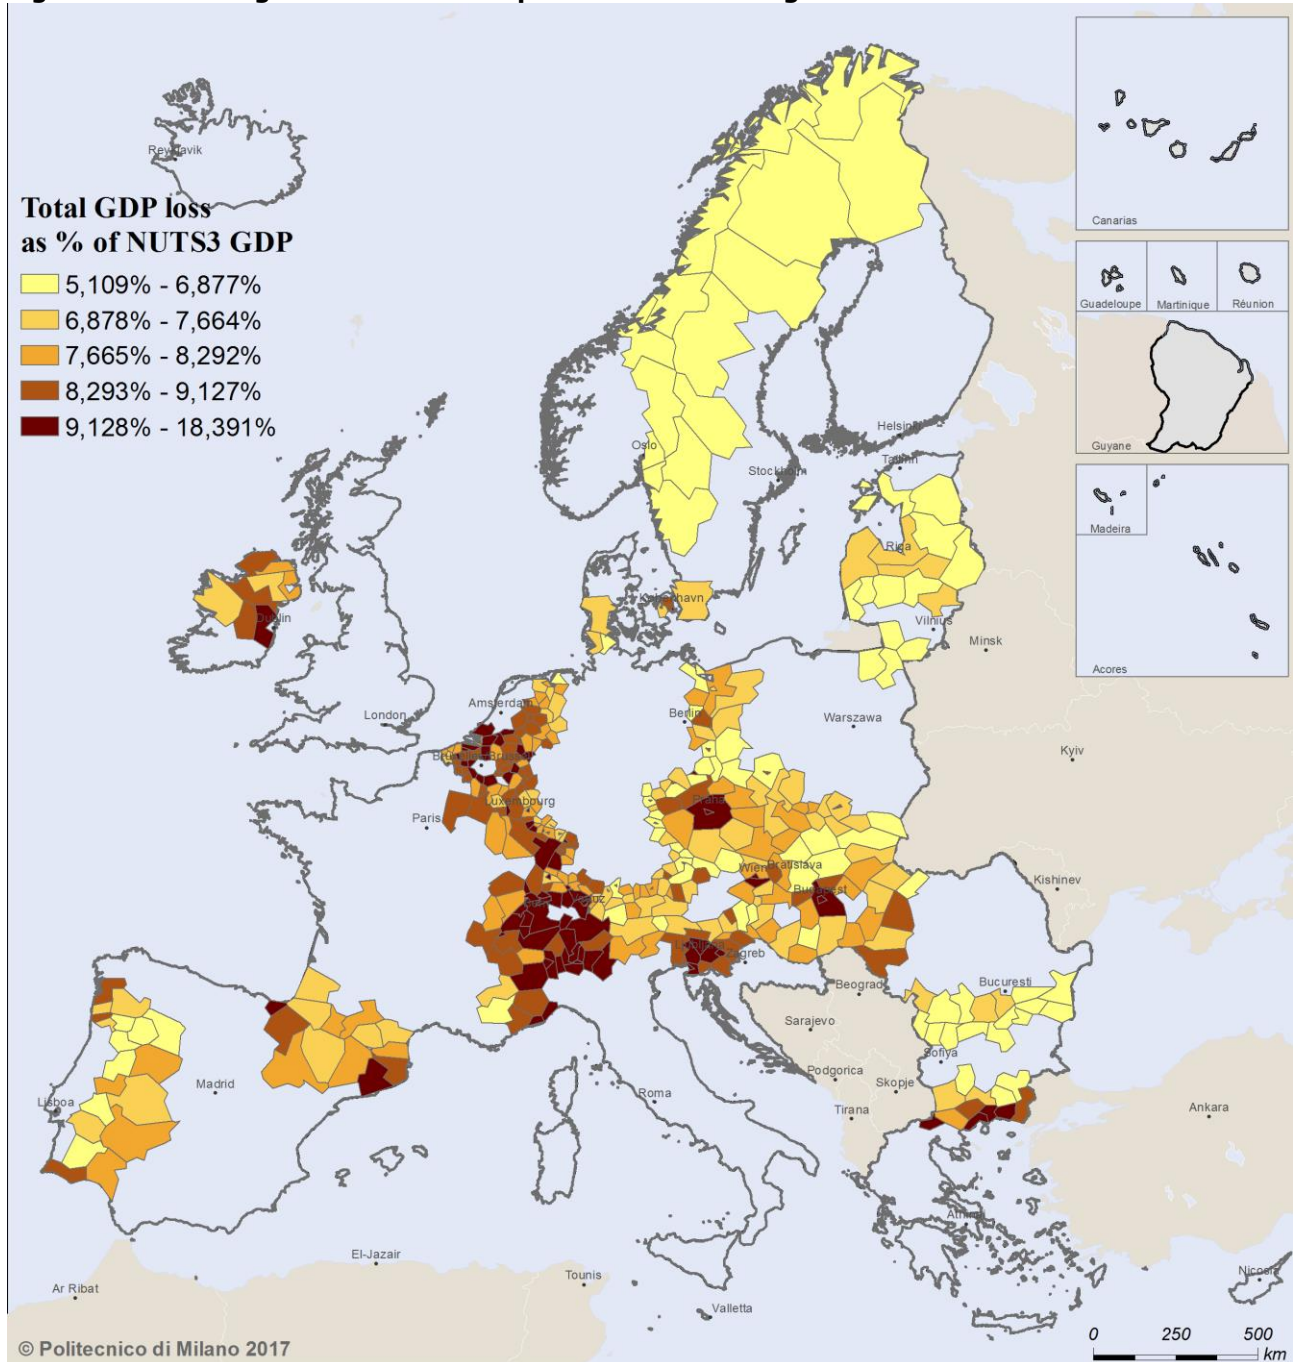 Reykjavik
Total GDP loss
as % of NUTS3 GDP
5,109% - 6,877%
6,878% - 7,664%
7,665% - 8,292%
8,293% - 9,127%
9,128% - 18,391%
Canarias
Guadeloupe
Martinique
Réunion
Guyane
Madeira
Acores
Oslo
Stockholm
Helsinki
Tallinn
Riga
København
Vilnius
Minsk
Dublin
London
Amsterdam
Berlin
Warszawa
Kyiv
Luxembourg
Paris
Praha
Wien
Bratislava
Budapest
Kishinev
Ljubljana
Zagreb
Beograd
Bucuresti
Sarajevo
Sofiya
Podgorica
Skopje
Tirana
Madrid
Lisboa
Roma
Ankara
El-Jazair
Tounis
Ar Ribat
Valletta
Nicosia
© Politecnico di Milano 2017
0 250 500
km